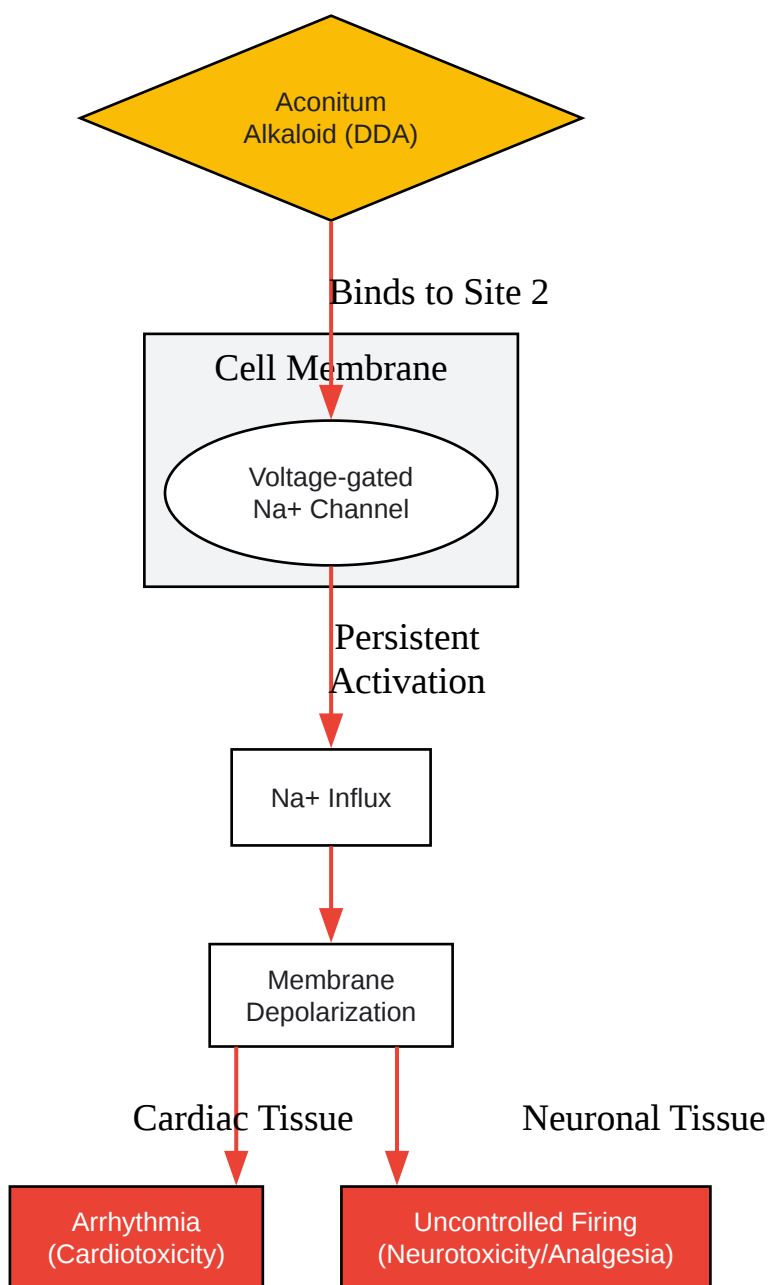 Aconitum
Alkaloid (DDA)
Binds to Site 2
Cell Membrane
Voltage-gated
Na+ Channel
Persistent
Activation
Na+ Influx
Membrane
Depolarization
Cardiac Tissue
Neuronal Tissue
Arrhythmia
(Cardiotoxicity)
Uncontrolled Firing
(Neurotoxicity/Analgesia)